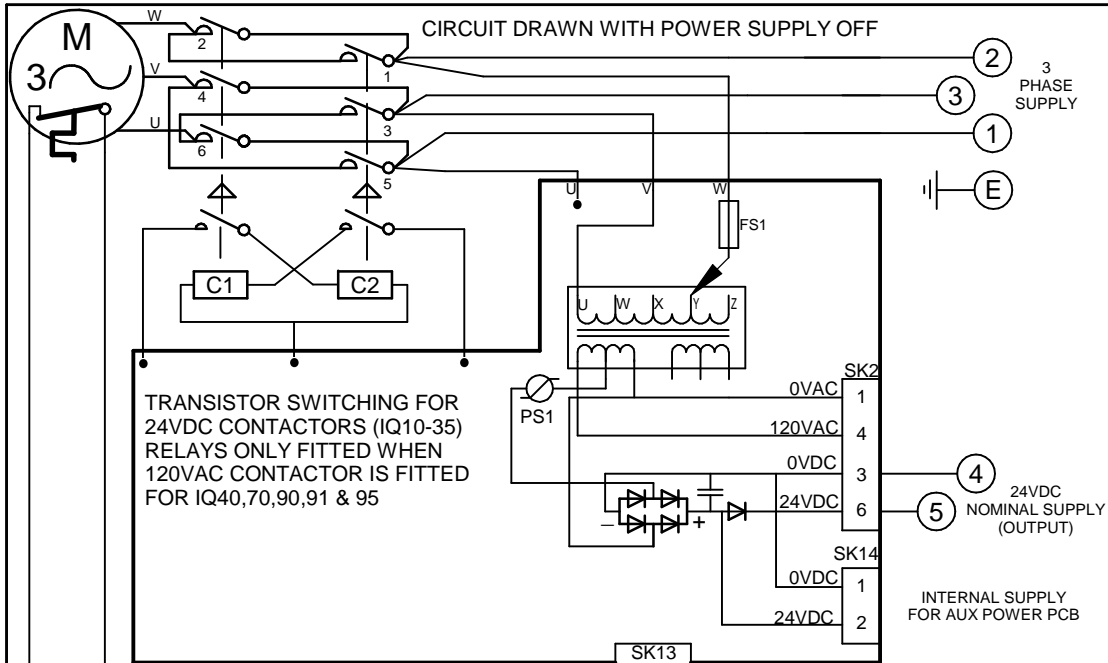 CIRCUIT DRAWN WITH POWER SUPPLY OFF
W
M
3
V
U
2
4
6
1
3
5
2
3
1
E
3
PHASE
SUPPLY
U
V
W
FS1
C1
C2
U
W
X
Y
Z
TRANSISTOR SWITCHING FOR
24VDC CONTACTORS (IQ10-35)
RELAYS ONLY FITTED WHEN
120VAC CONTACTOR IS FITTED
FOR IQ40,70,90,91 & 95
PS1
SK2
0VAC
1
120VAC
4
0VDC
3
24VDC
6
4
5
24VDC
NOMINAL SUPPLY
(OUTPUT)
–
+
SK14
0VDC
1
24VDC
2
INTERNAL SUPPLY
FOR AUX POWER PCB
SK13